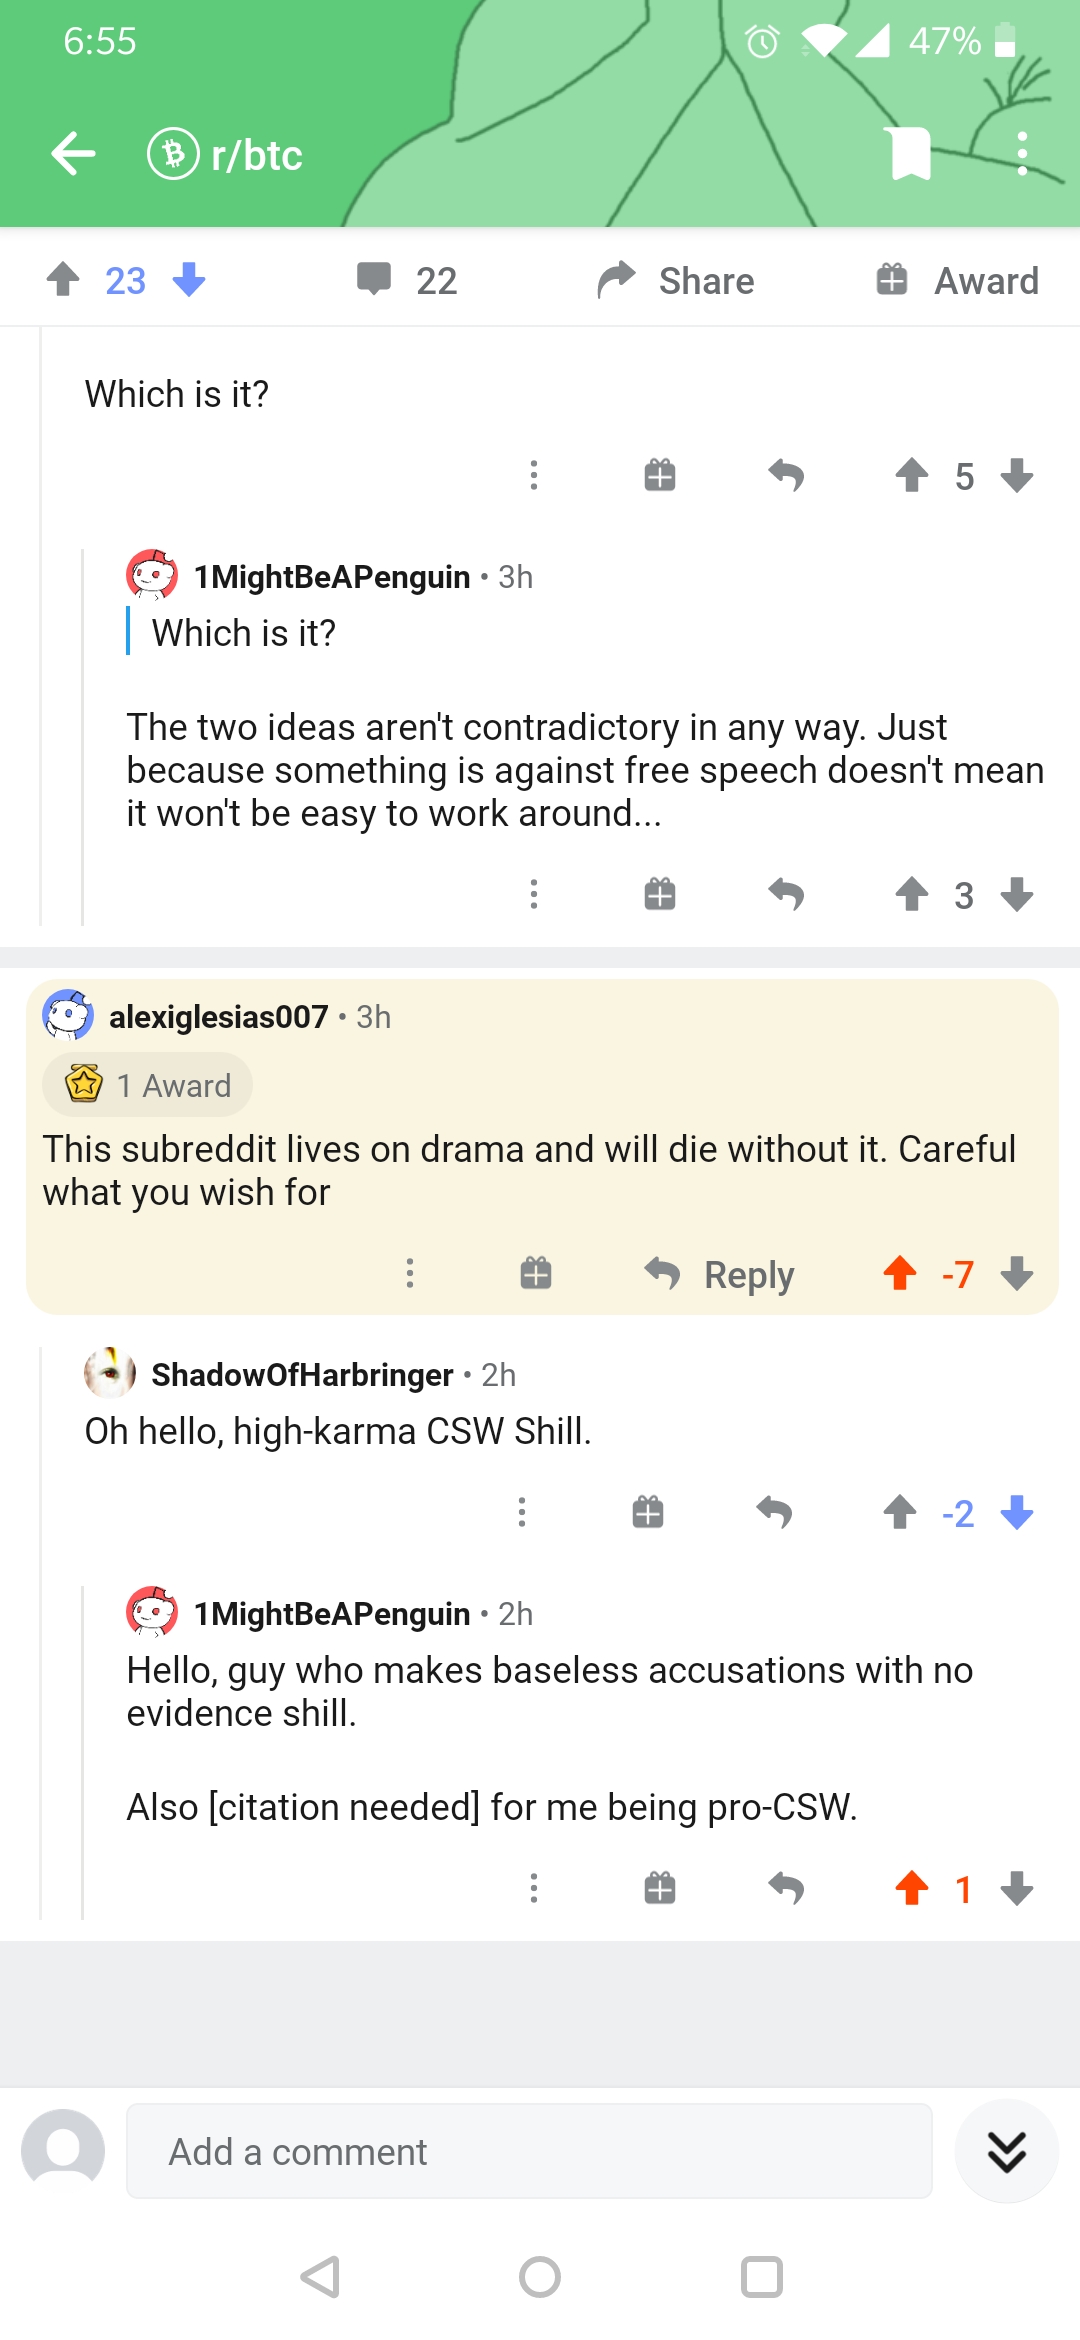 6:55
47%
r/btc
23
22
Share
Award
Which is it?
5
1MightBeAPenguin • 3h
Which is it?
The two ideas aren't contradictory in any way. Just
because something is against free speech doesn't mean
it won't be easy to work around...
3
alexiglesias007 • 3h
1 Award
This subreddit lives on drama and will die without it. Careful
what you wish for
Reply
-7
ShadowOfHarbringer • 2h
Oh hello, high-karma CSW Shill.
-2
1MightBeAPenguin • 2h
Hello, guy who makes baseless accusations with no
evidence shill.
Also [citation needed] for me being pro-CSW.
1
Add a comment